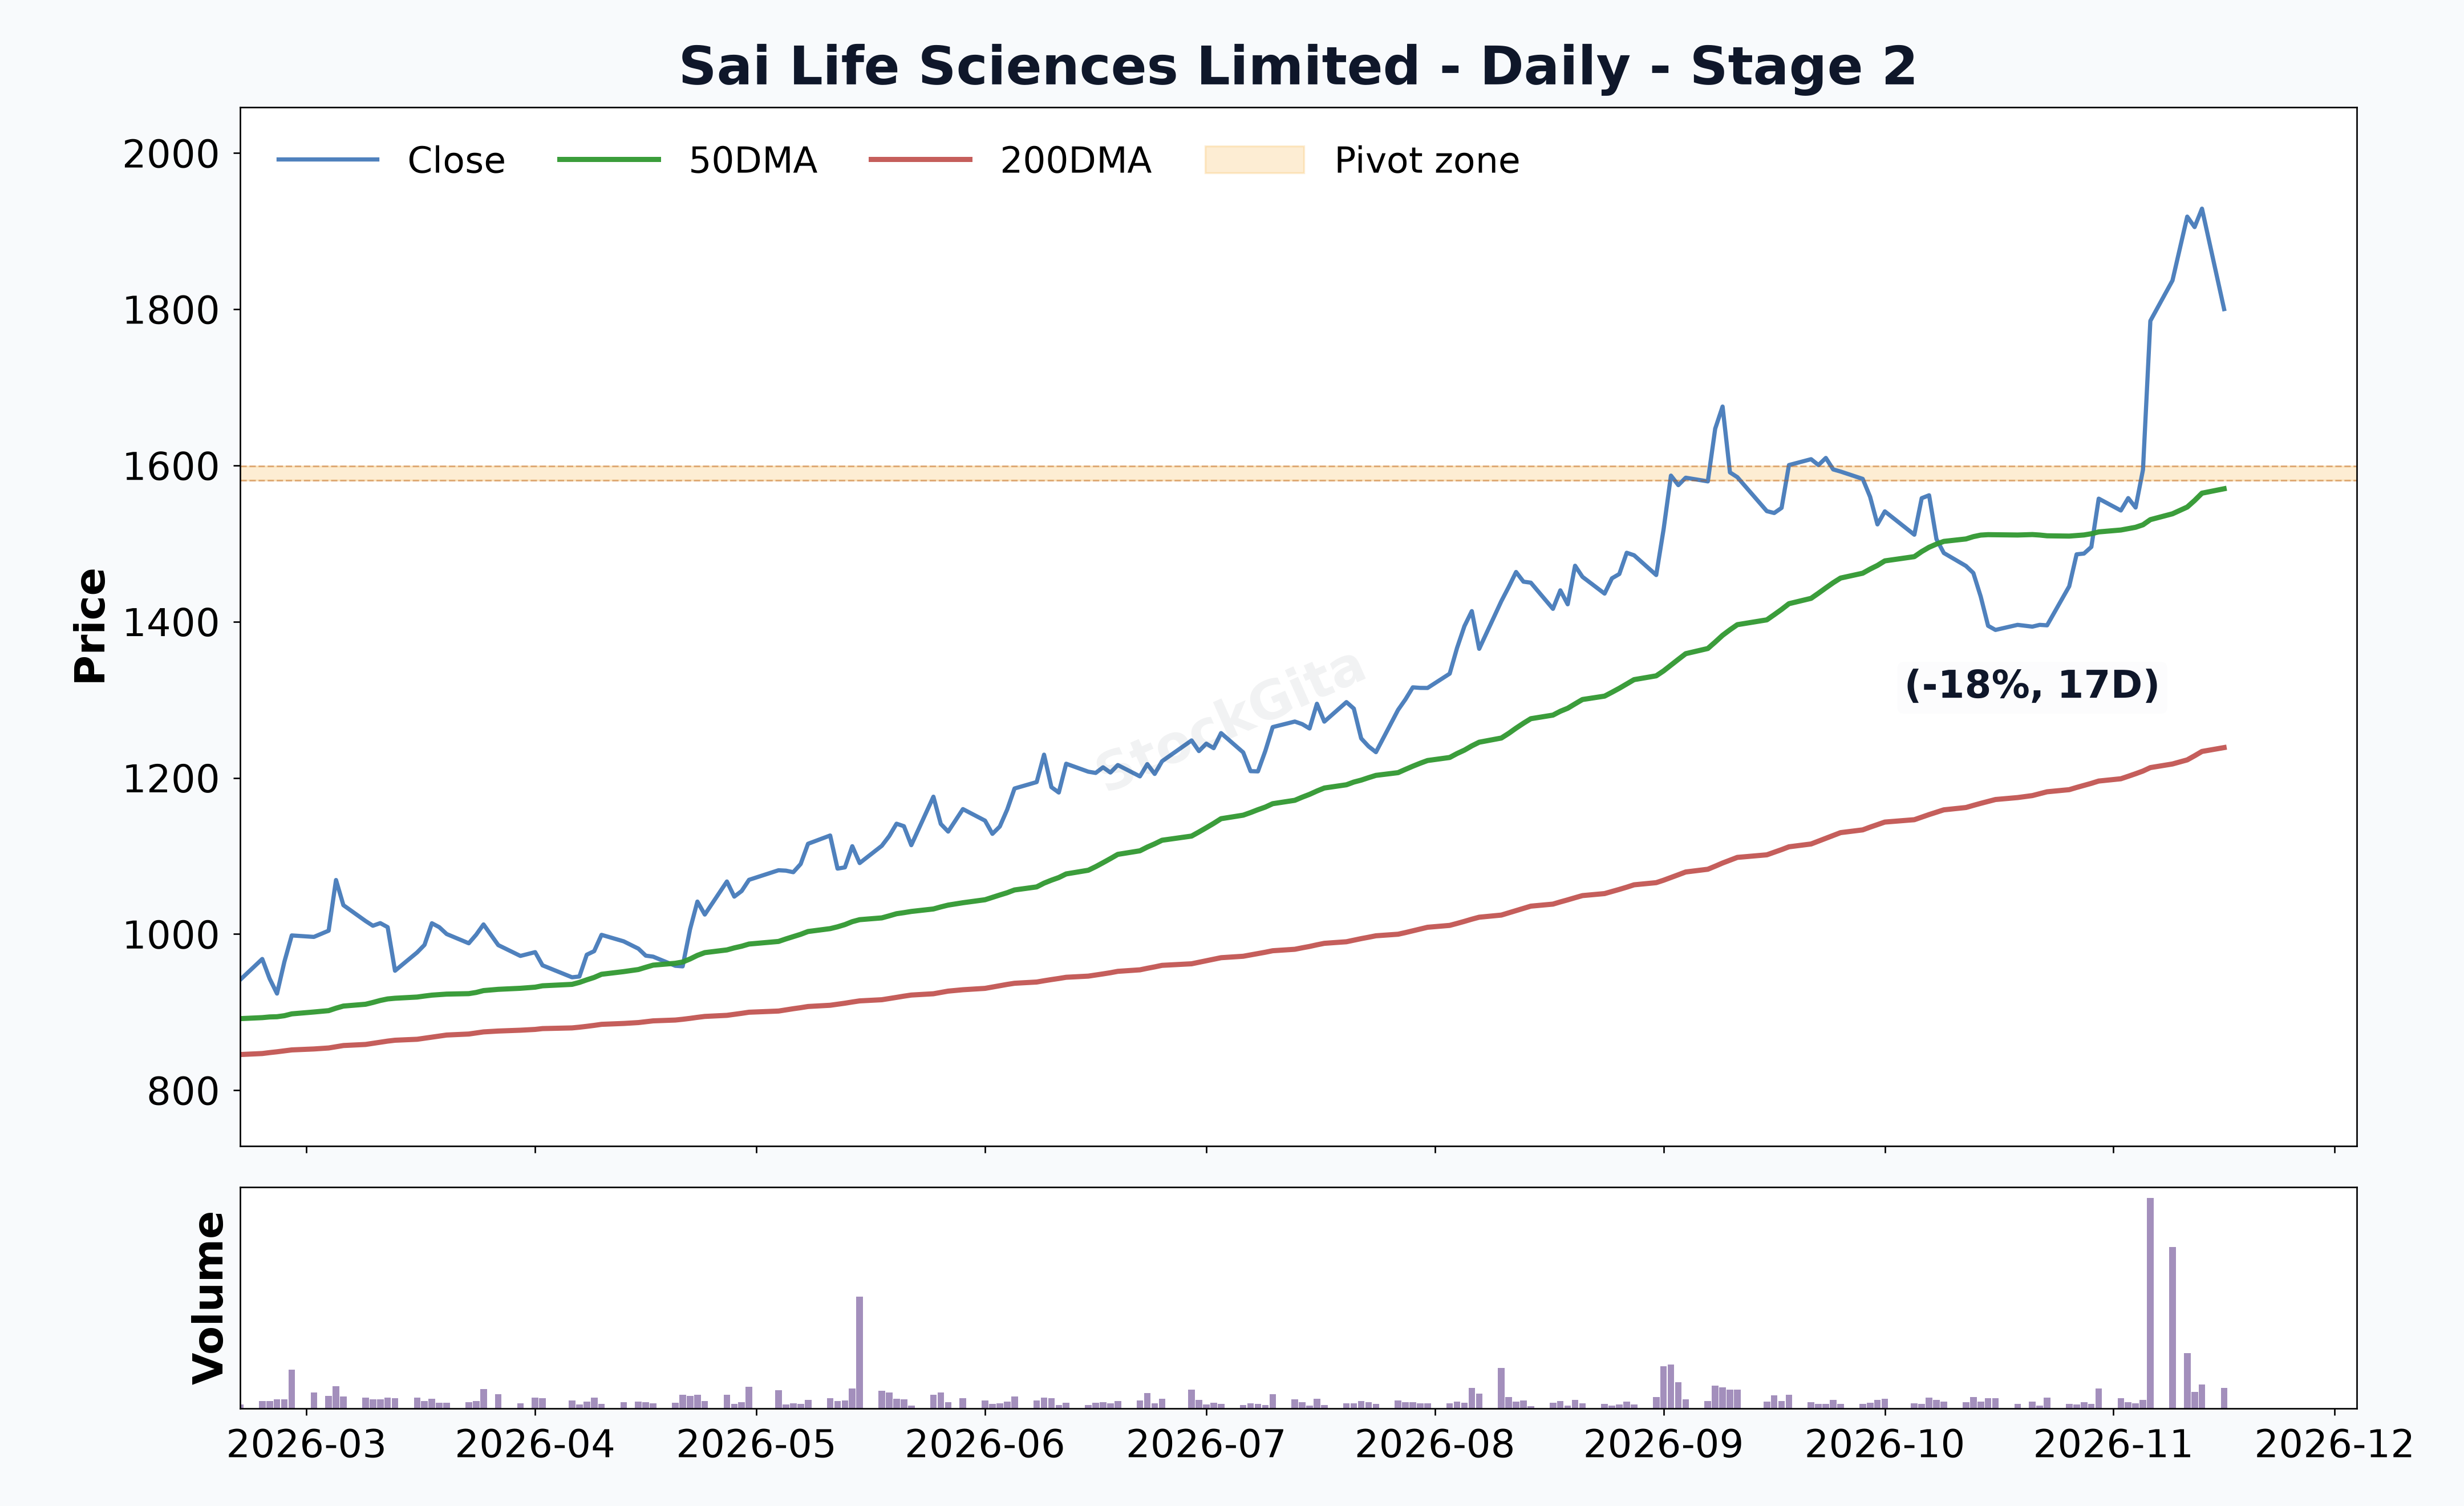 Sai Life Sciences Limited - Daily - Stage 2
Close 50DMA 200DMA Pivot zone
Price
2000
1800
1600
1400
1200
1000
800
StockGita
(-18%, 17D)
Volume
2026-03 2026-04 2026-05 2026-06 2026-07 2026-08 2026-09 2026-10 2026-11 2026-12